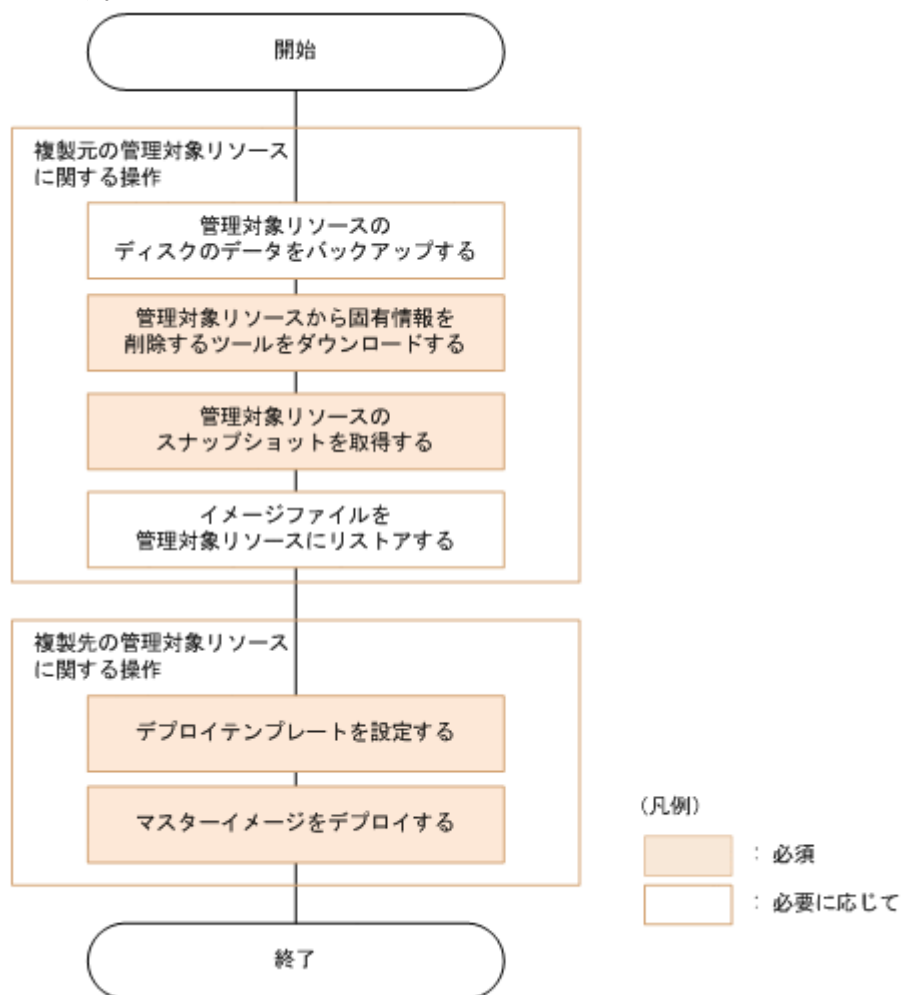 開始
複製元の管理対象リソース
に関する操作
管理対象リソースの
ディスクのデータをバックアップする
管理対象リソースから固有情報を
削除するツールをダウンロードする
管理対象リソースの
スナップショットを取得する
イメージファイルを
管理対象リソースにリストアする
複製先の管理対象リソース
に関する操作
デプロイテンプレートを設定する
マスターイメージをデプロイする
(凡例)
: 必須
: 必要に応じて
終了